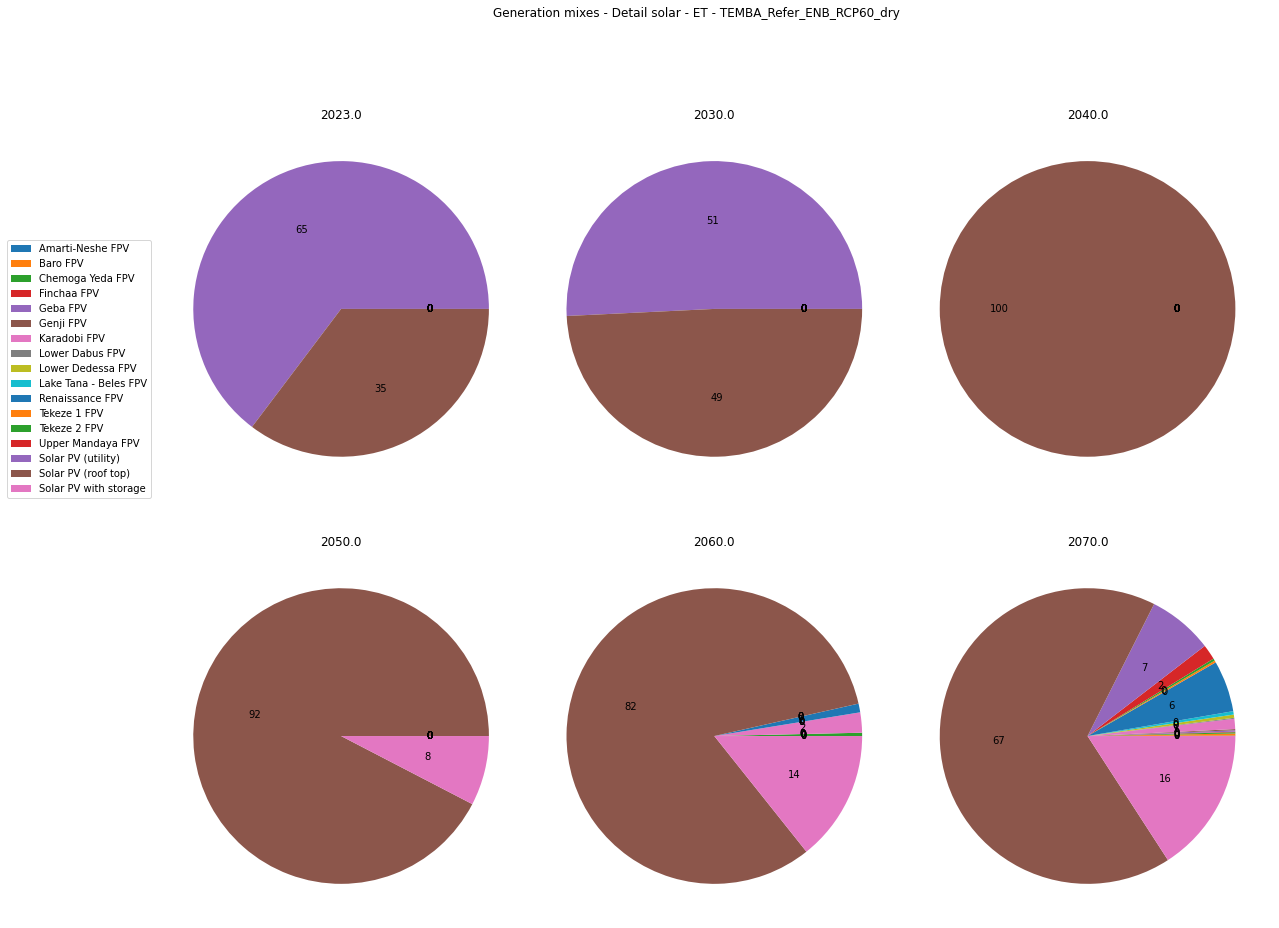 Generation mixes - Detail solar - ET - TEMBA_Refer_ENB_RCP60_dry
2023.0
65
0
35
2030.0
51
0
49
2040.0
100
0
Amarti-Neshe FPV
Baro FPV
Chemoga Yeda FPV
Finchaa FPV
Geba FPV
Genji FPV
Karadobi FPV
Lower Dabus FPV
Lower Dedessa FPV
Lake Tana - Beles FPV
Renaissance FPV
Tekeze 1 FPV
Tekeze 2 FPV
Upper Mandaya FPV
Solar PV (utility)
Solar PV (roof top)
Solar PV with storage
2050.0
92
0
8
2060.0
82
0
14
2070.0
7
2
0
6
0
67
0
16